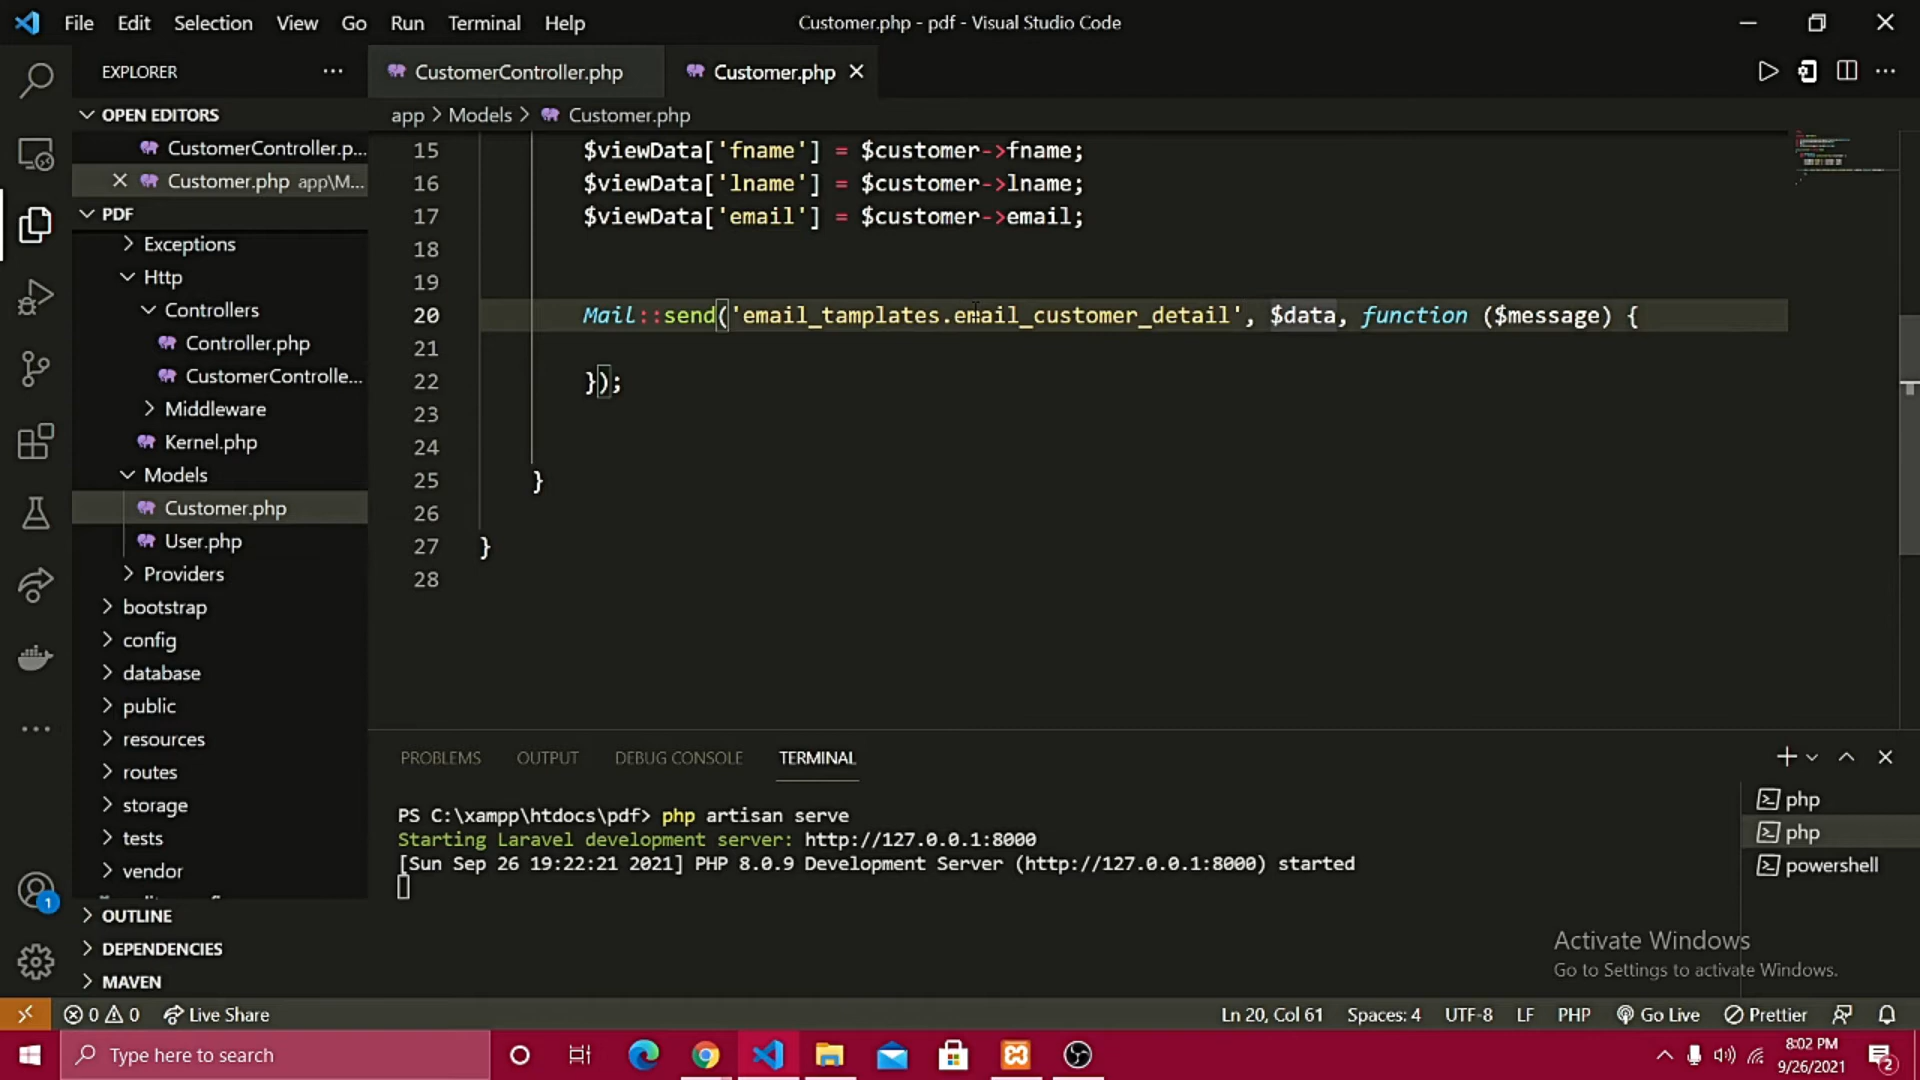 File Edit Selection View Go Run Terminal Help
Customer.php - pdf - Visual Studio Code
EXPLORER
OPEN EDITORS
CustomerController.p...
Customer.php app\M...
PDF
Exceptions
Http
Controllers
Controller.php
CustomerControlle...
Middleware
Kernel.php
Models
Customer.php
User.php
Providers
bootstrap
config
database
public
resources
routes
storage
tests
vendor
OUTLINE
DEPENDENCIES
MAVEN
CustomerController.php
Customer.php
app > Models > Customer.php
15 $viewData['fname'] = $customer->fname;
16 $viewData['lname'] = $customer->lname;
17 $viewData['email'] = $customer->email;
18
19
20 Mail::send('email_tamplates.email_customer_detail', $data, function ($message) {
21
22 });
23
24
25 }
26
27 }
28
PROBLEMS OUTPUT DEBUG CONSOLE TERMINAL
PS C:\xampp\htdocs\pdf> php artisan serve
Starting Laravel development server: http://127.0.0.1:8000
[Sun Sep 26 19:22:21 2021] PHP 8.0.9 Development Server (http://127.0.0.1:8000) started
php
php
powershell
Activate Windows
Go to Settings to activate Windows.
1
0 0 Live Share
Ln 20, Col 61 Spaces: 4 UTF-8 LF PHP Go Live Prettier
Type here to search
8:02 PM
9/26/2021
2